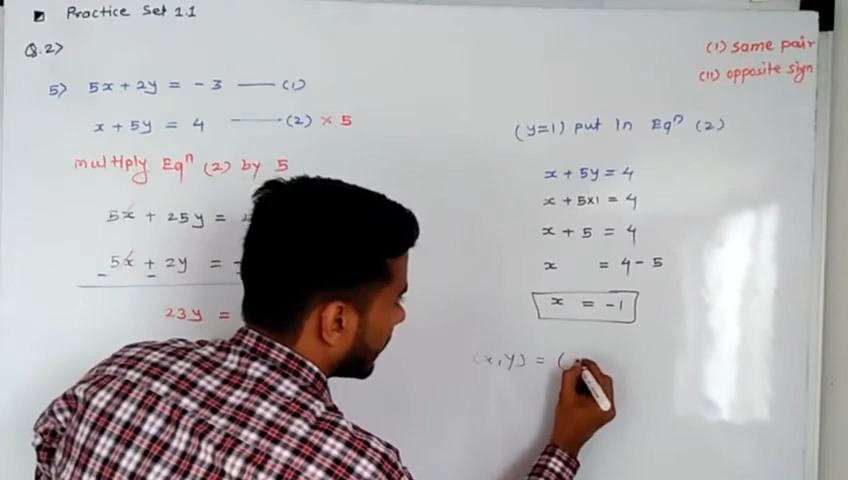 Practice Set 1.1
Q.2>
5> 5x + 2y = - 3 —— (1)
x + 5y = 4 —— (2) × 5
multiply Eqⁿ (2) by 5
5x + 25y =
5x + 2y =
- -
23y =
(i) same pair
(ii) opposite sign
(y=1) put in Eqⁿ (2)
x + 5y = 4
x + 5×1 = 4
x + 5 = 4
x = 4 - 5
x = -1
(x,y) = (